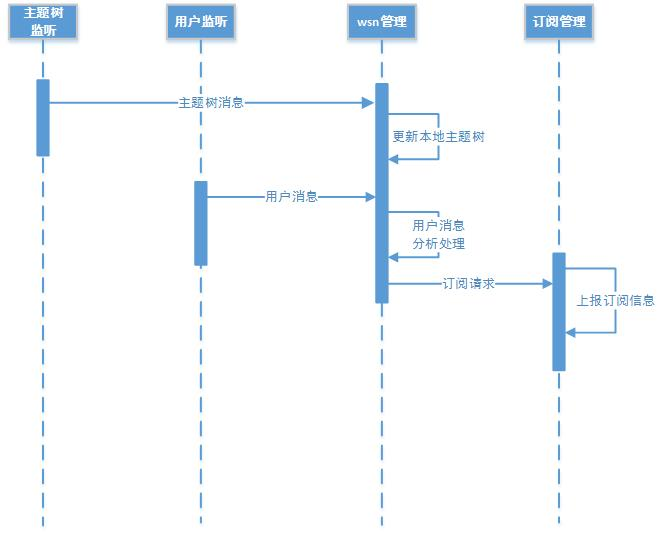 主题树
监听
用户监听
wsn管理
订阅管理
主题树消息
更新本地主题树
用户消息
用户消息
分析处理
订阅请求
上报订阅信息